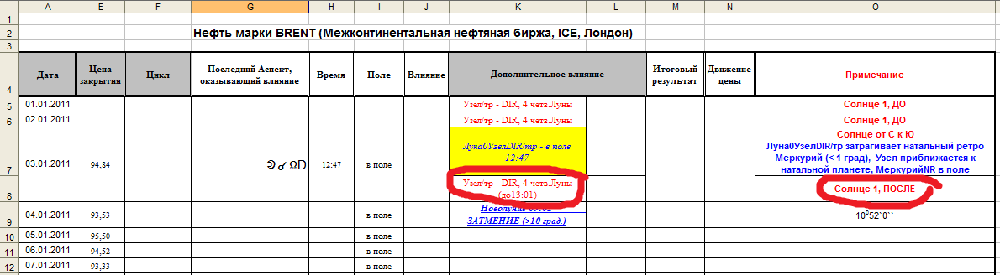 A E F G H I J K L M N O
1
2 Нефть марки BRENT (Межконтинентальная нефтяная биржа, ICE, Лондон)
3
4 Дата Цена закрытия Цикл Последний Аспект, оказывающий влияние Время Поле Влияние Дополнительное влияние Итоговый результат Движение цены Примечание
5 01.01.2011 Узел/тр - DIR, 4 четв.Луны Солнце 1, ДО
6 02.01.2011 Узел/тр - DIR, 4 четв.Луны Солнце 1, ДО
7 03.01.2011 94,84 ☽ ☌ ☊D 12:47 в поле Луна0УзелDIR/тр - в поле
12:47
Солнце от С к Ю
Луна0УзелDIR/тр затрагивает натальный ретро
Меркурий (< 1 град), Узел приближается к
натальной планете, МеркурийNR в поле
8 Узел/тр - DIR, 4 четв.Луны
(до13:01)
Солнце 1, ПОСЛЕ
9 04.01.2011 93,53 в поле Новолуние 09:02
ЗАТМЕНИЕ (>10 град.)
10⁰52`0``
10 05.01.2011 95,50 в поле
11 06.01.2011 94,52 в поле
12 07.01.2011 93,33 в поле